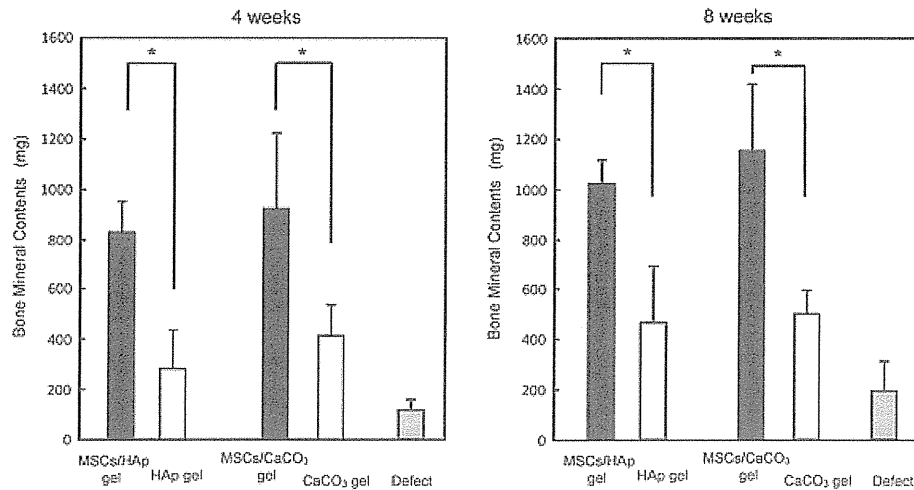 4 weeks
Bone Mineral Contents (mg)
1600
1400
1200
1000
800
600
400
200
0
*
*
MSCs/HAp
gel
HAp gel
MSCs/CaCO₃
gel
CaCO₃ gel
Defect
8 weeks
Bone Mineral Contents (mg)
1600
1400
1200
1000
800
600
400
200
0
*
*
MSCs/HAp
gel
HAp gel
MSCs/CaCO₃
gel
CaCO₃ gel
Defect